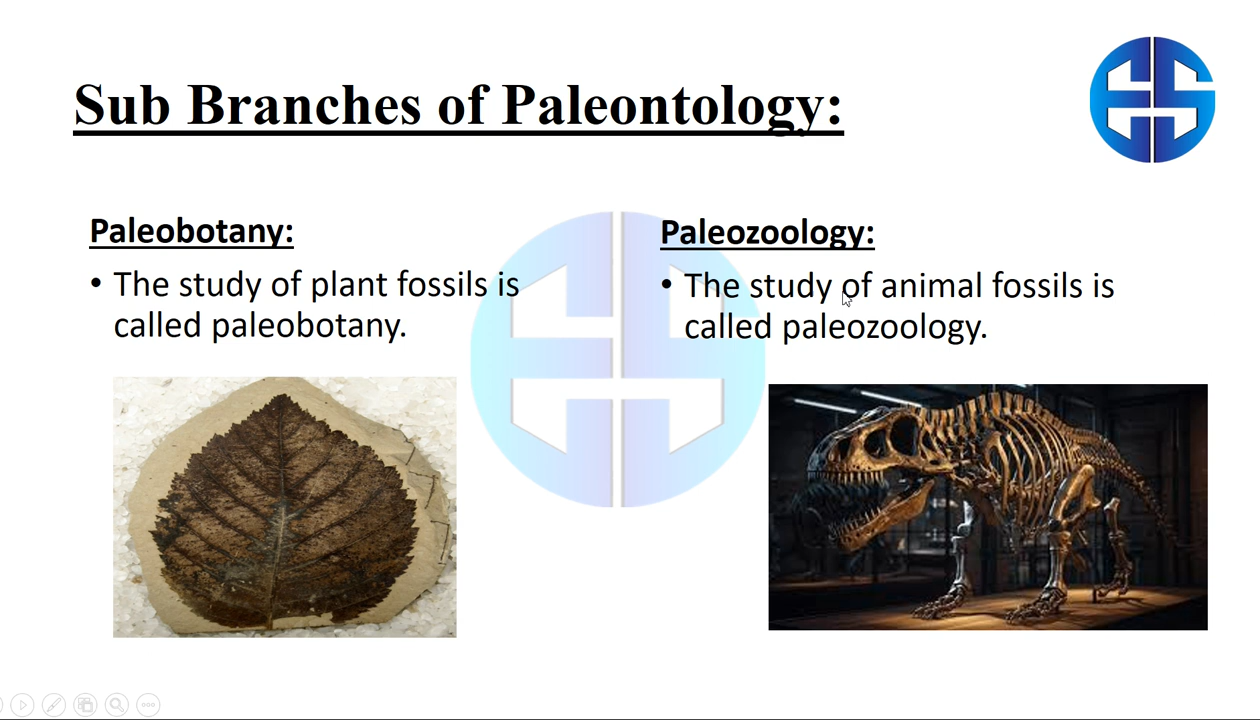 Sub Branches of Paleontology:
Paleobotany:
• The study of plant fossils is
called paleobotany.
Paleozoology:
• The study of animal fossils is
called paleozoology.